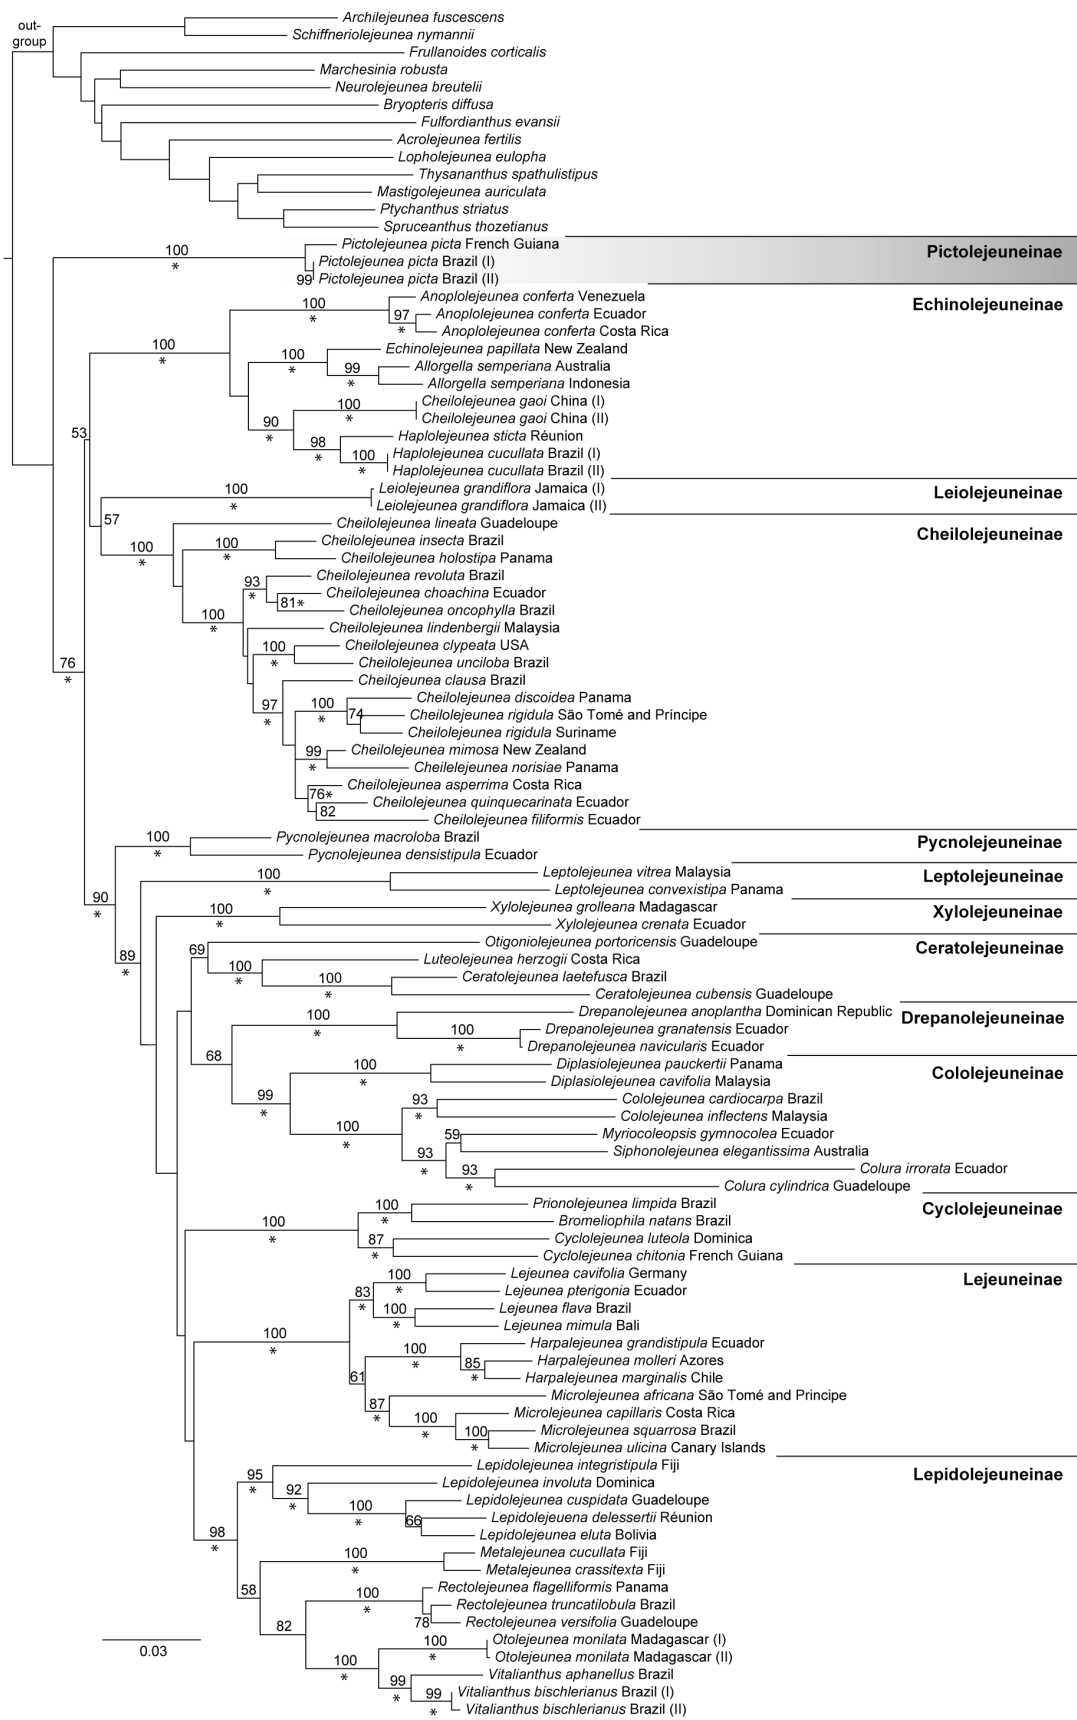 out-
group
Archilejeunea fuscescens
Schiffneriolejeunea nymannii
Frullanoides corticalis
Marchesinia robusta
Neurolejeunea breutelii
Bryopteris diffusa
Fulfordianthus evansii
Acrolejeunea fertilis
Lopholejeunea eulopha
Thysananthus spathulistipus
Mastigolejeunea auriculata
Ptychanthus striatus
Spruceanthus thozetianus
Pictolejeunea picta French Guiana
100
*
Pictolejeuneinae
Pictolejeunea picta Brazil (I)
99
Pictolejeunea picta Brazil (II)
Anoplolejeunea conferta Venezuela
Echinolejeuneinae
100
*
97
*
Anoplolejeunea conferta Ecuador
Anoplolejeunea conferta Costa Rica
100
*
Echinolejeunea papillata New Zealand
100
*
99
*
Allorgella semperiana Australia
Allorgella semperiana Indonesia
Cheilolejeunea gaoi China (I)
100
*
Cheilolejeunea gaoi China (II)
90
*
Haplolejeunea sticta Réunion
98
*
53
Haplolejeunea cucullata Brazil (I)
100
*
Haplolejeunea cucullata Brazil (II)
Leiolejeunea grandiflora Jamaica (I)
100
*
Leiolejeuneinae
Leiolejeunea grandiflora Jamaica (II)
57
Cheilolejeunea lineata Guadeloupe
Cheilolejeuneinae
100
*
100
*
Cheilolejeunea insecta Brazil
Cheilolejeunea holostipa Panama
Cheilolejeunea revoluta Brazil
93
*
Cheilolejeunea choachina Ecuador
81*
Cheilolejeunea oncophylla Brazil
100
*
Cheilolejeunea lindenbergii Malaysia
Cheilolejeunea clypeata USA
100
*
Cheilolejeunea unciloba Brazil
76
*
Cheilojeunea clausa Brazil
Cheilolejeunea discoidea Panama
97
*
100
*
74
Cheilolejeunea rigidula São Tomé and Príncipe
Cheilolejeunea rigidula Suriname
Cheilolejeunea mimosa New Zealand
99
*
Cheilelejeunea norisiae Panama
Cheilolejeunea asperrima Costa Rica
76*
Cheilolejeunea quinquecarinata Ecuador
82
Cheilolejeunea filiformis Ecuador
Pycnolejeunea macroloba Brazil
100
*
Pycnolejeuneinae
Pycnolejeunea densistipula Ecuador
Leptolejeunea vitrea Malaysia
100
*
Leptolejeuneinae
Leptolejeunea convexistipa Panama
90
*
Xylolejeunea grolleana Madagascar
100
*
Xylolejeuneinae
Xylolejeunea crenata Ecuador
Otigoniolejeunea portoricensis Guadeloupe
Ceratolejeuneinae
89
*
69
Luteolejeunea herzogii Costa Rica
100
*
Ceratolejeunea laetefusca Brazil
100
*
Ceratolejeunea cubensis Guadeloupe
Drepanolejeunea anoplantha Dominican Republic
Drepanolejeuneinae
100
*
Drepanolejeunea granatensis Ecuador
100
*
Drepanolejeunea navicularis Ecuador
68
Diplasiolejeunea pauckertii Panama
100
*
Cololejeuneinae
Diplasiolejeunea cavifolia Malaysia
99
*
Cololejeunea cardiocarpa Brazil
93
*
Cololejeunea inflectens Malaysia
100
*
Myriocoleopsis gymnocolea Ecuador
59
Siphonolejeunea elegantissima Australia
93
*
Colura irrorata Ecuador
93
*
Colura cylindrica Guadeloupe
Prionolejeunea limpida Brazil
Cyclolejeuneinae
100
*
100
*
Bromeliophila natans Brazil
Cyclolejeunea luteola Dominica
87
*
Cyclolejeunea chitonia French Guiana
Lejeunea cavifolia Germany
Lejeuneinae
100
*
Lejeunea pterigonia Ecuador
83
*
Lejeunea flava Brazil
100
*
Lejeunea mimula Bali
100
*
Harpalejeunea grandistipula Ecuador
100
*
Harpalejeunea molleri Azores
85
*
Harpalejeunea marginalis Chile
61
Microlejeunea africana São Tomé and Principe
87
*
Microlejeunea capillaris Costa Rica
100
*
Microlejeunea squarrosa Brazil
100
*
Microlejeunea ulicina Canary Islands
Lepidolejeunea integristipula Fiji
Lepidolejeuneinae
95
*
Lepidolejeunea involuta Dominica
92
*
Lepidolejeunea cuspidata Guadeloupe
100
*
66
Lepidolejeuena delessertii Réunion
Lepidolejeunea eluta Bolivia
98
*
Metalejeunea cucullata Fiji
100
*
Metalejeunea crassitexta Fiji
58
Rectolejeunea flagelliformis Panama
100
*
Rectolejeunea truncatilobula Brazil
78
Rectolejeunea versifolia Guadeloupe
82
Otolejeunea monilata Madagascar (I)
100
*
Otolejeunea monilata Madagascar (II)
100
*
Vitalianthus aphanellus Brazil
99
*
Vitalianthus bischlerianus Brazil (I)
99
*
Vitalianthus bischlerianus Brazil (II)
0.03